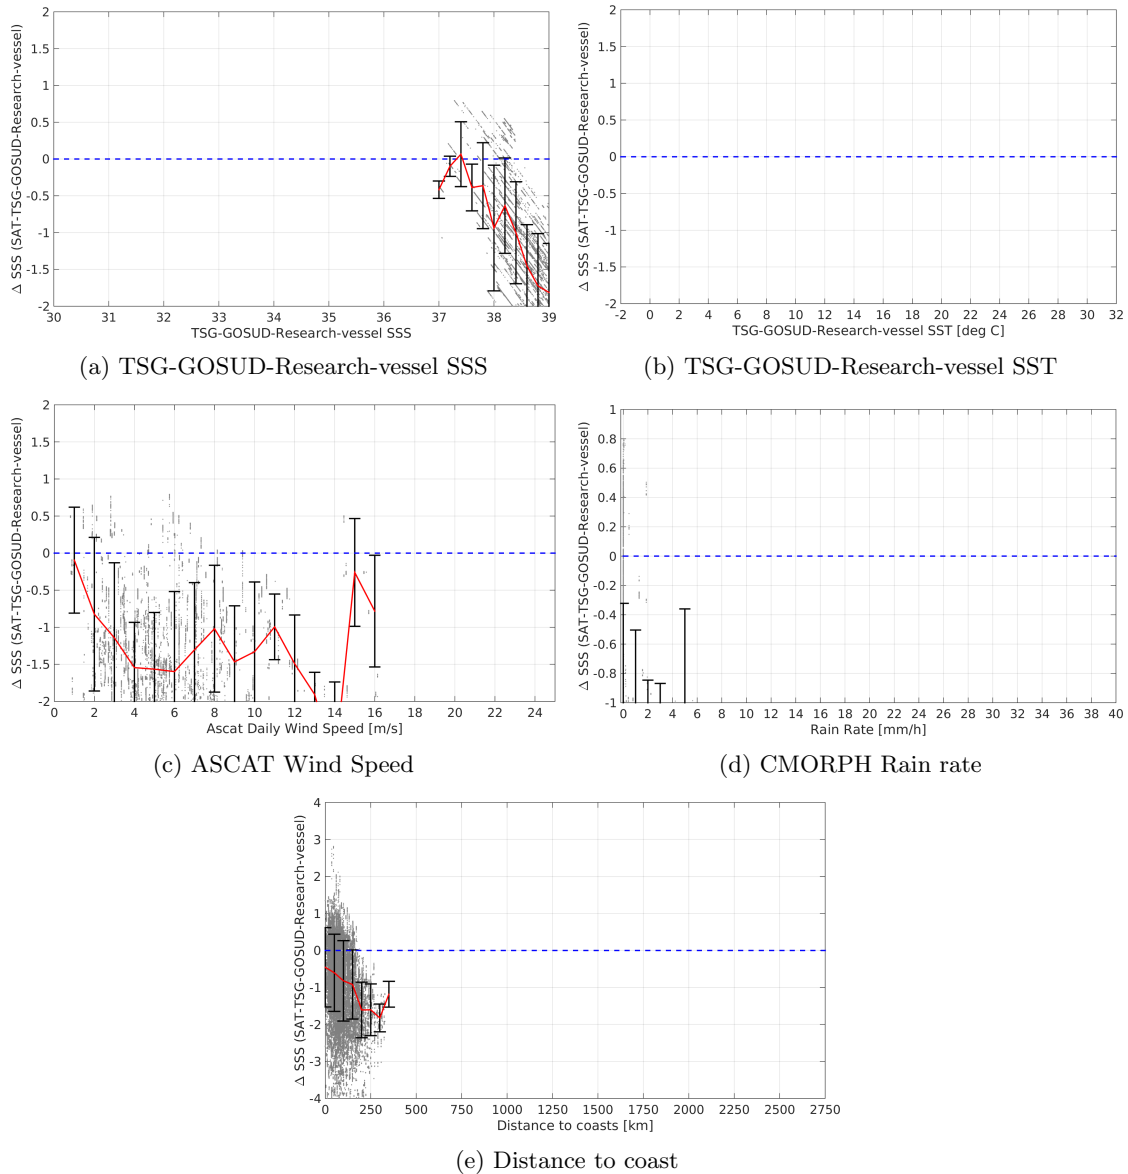 Δ SSS (SAT-TSG-GOSUD-Research-vessel)
2
1.5
1
0.5
0
-0.5
-1
-1.5
-2
30 31 32 33 34 35 36 37 38 39
TSG-GOSUD-Research-vessel SSS
(a) TSG-GOSUD-Research-vessel SSS
Δ SSS (SAT-TSG-GOSUD-Research-vessel)
2
1.5
1
0.5
0
-0.5
-1
-1.5
-2
-2 0 2 4 6 8 10 12 14 16 18 20 22 24 26 28 30 32
TSG-GOSUD-Research-vessel SST [deg C]
(b) TSG-GOSUD-Research-vessel SST
Δ SSS (SAT-TSG-GOSUD-Research-vessel)
2
1.5
1
0.5
0
-0.5
-1
-1.5
-2
0 2 4 6 8 10 12 14 16 18 20 22 24
Ascat Daily Wind Speed [m/s]
(c) ASCAT Wind Speed
Δ SSS (SAT-TSG-GOSUD-Research-vessel)
1
0.8
0.6
0.4
0.2
0
-0.2
-0.4
-0.6
-0.8
-1
0 2 4 6 8 10 12 14 16 18 20 22 24 26 28 30 32 34 36 38 40
Rain Rate [mm/h]
(d) CMORPH Rain rate
Δ SSS (SAT-TSG-GOSUD-Research-vessel)
4
3
2
1
0
-1
-2
-3
-4
0 250 500 750 1000 1250 1500 1750 2000 2250 2500 2750
Distance to coasts [km]
(e) Distance to coast